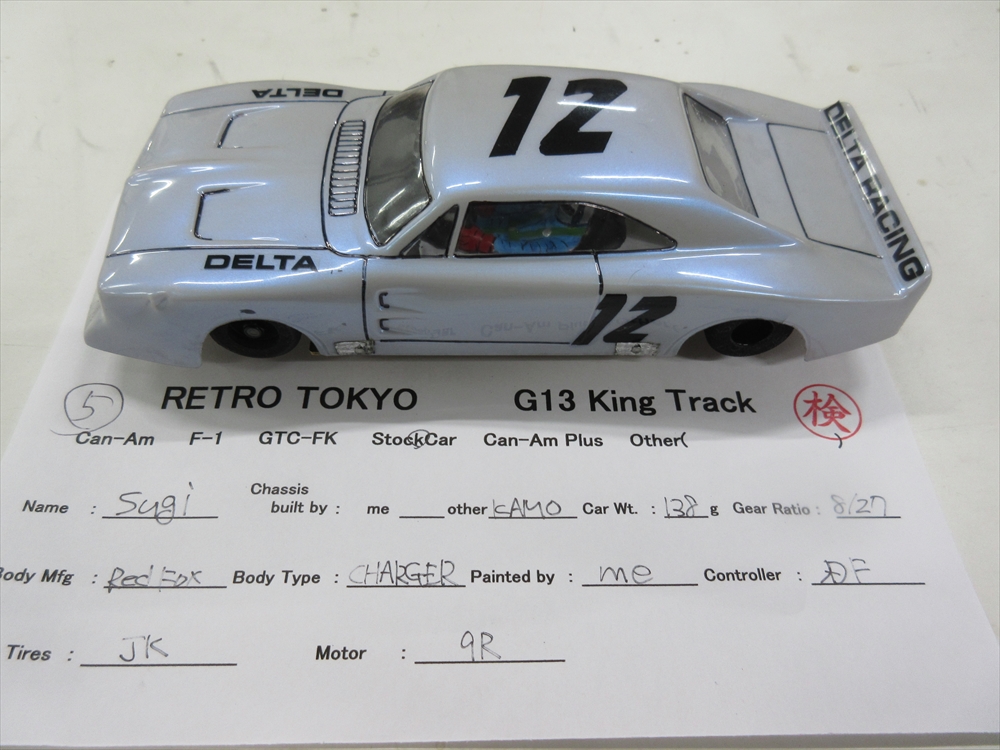 DELTA
12
DELTA RACING
DELTA
12
5 RETRO TOKYO G13 King Track 検
Can-Am F-1 GTC-FK StockCar Can-Am Plus Other( )
Name : Sugi Chassis built by : me other KAMO Car Wt. : 138 g Gear Ratio : 8/27
Body Mfg : Red Fox Body Type : CHARGER Painted by : me Controller : DF
Tires : JK Motor : 9R